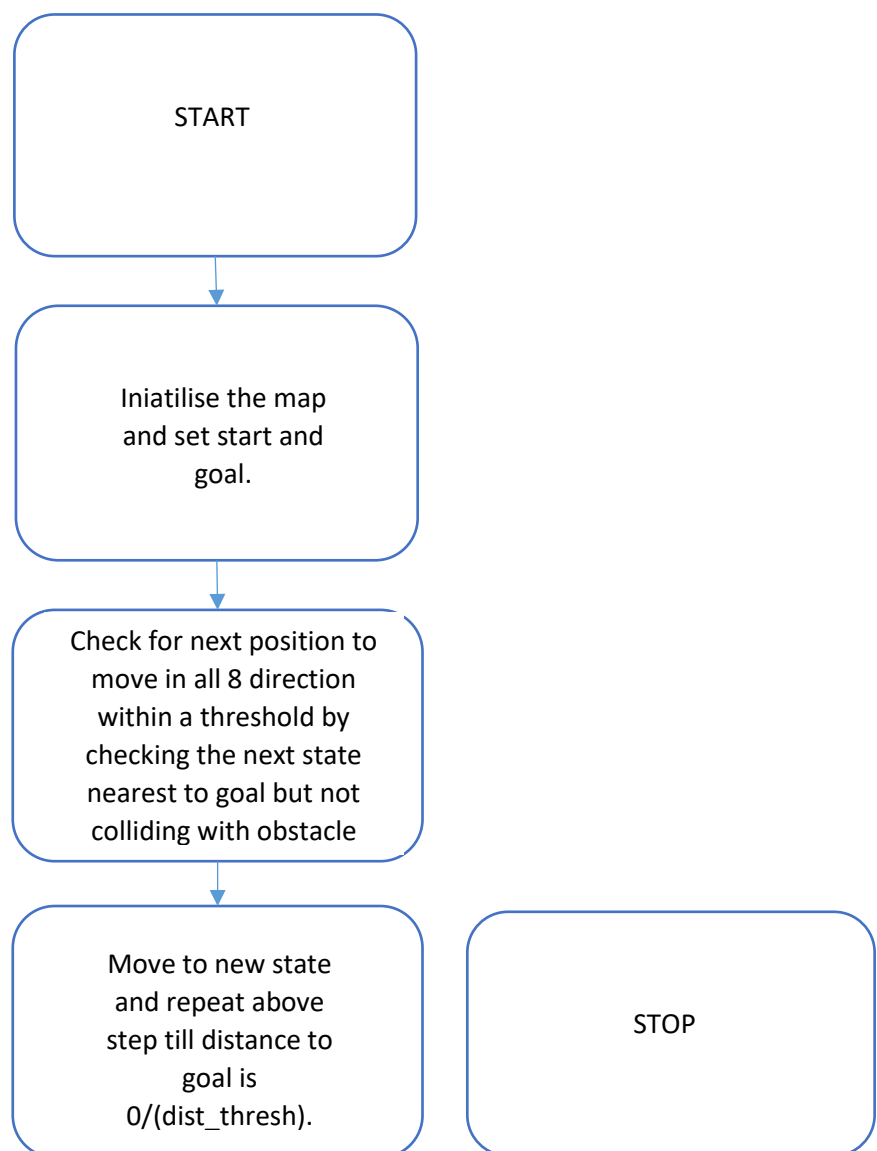 START
Iniatilise the map
and set start and
goal.
Check for next position to
move in all 8 direction
within a threshold by
checking the next state
nearest to goal but not
colliding with obstacle
Move to new state
and repeat above
step till distance to
goal is
0/(dist_thresh).
STOP